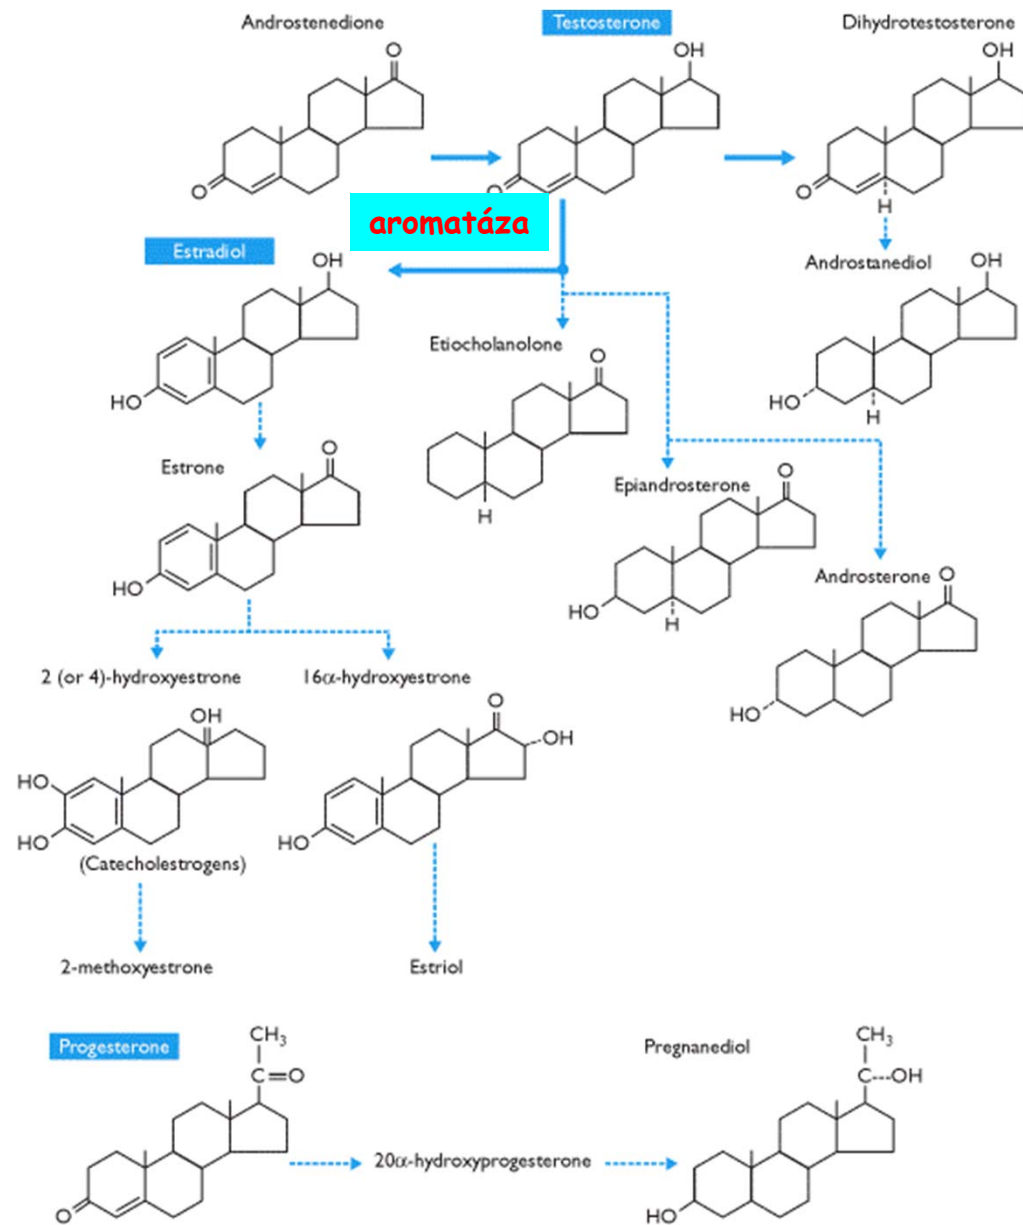 Androstenedione
Testosterone
Dihydrotestosterone
O
OH
OH
O
O
O
H
aromatáza
Estradiol
OH
Androstanediol
OH
Etiocholanolone
O
HO
HO
H
Estrone
O
Epiandrosterone
O
H
HO
Androsterone
O
HO
H
2 (or 4)-hydroxyestrone
16α-hydroxyestrone
O
HO
OH
OH
HO
HO
HO
(Catecholestrogens)
2-methoxyestrone
Estriol
Progesterone
CH3
C=O
Pregnanediol
CH3
C---OH
20α-hydroxyprogesterone
O
HO